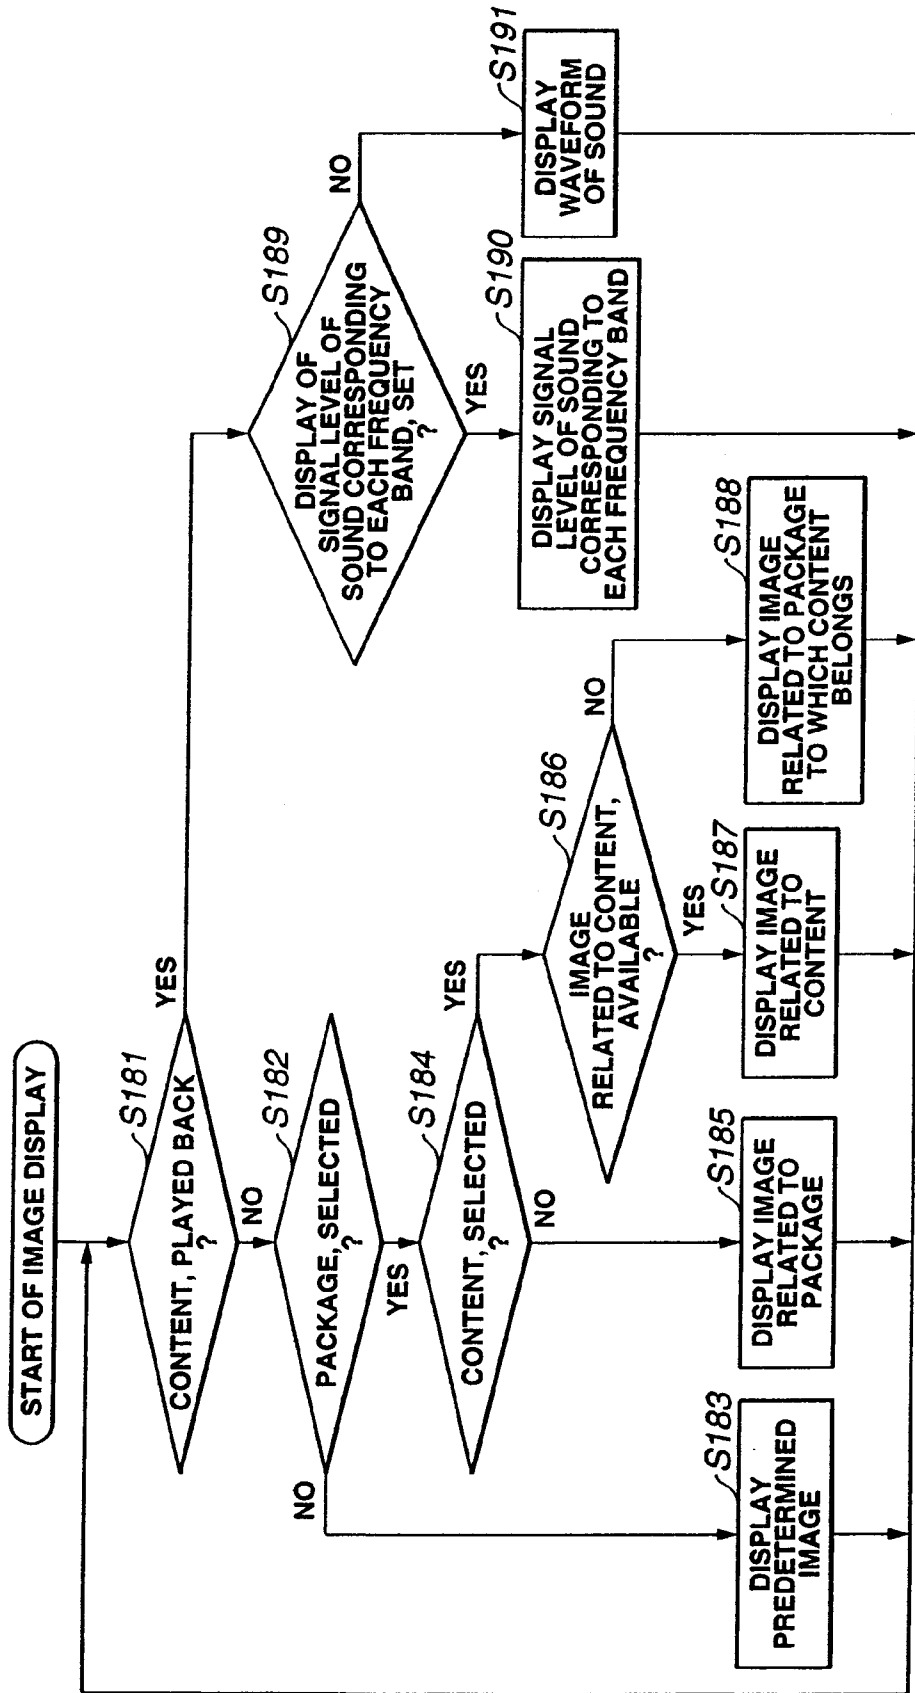 START OF IMAGE DISPLAY
S181
CONTENT, PLAYED BACK
?
YES
NO
S182
PACKAGE, SELECTED
?
NO
YES
S184
CONTENT, SELECTED
?
YES
NO
S183
DISPLAY
PREDETERMINED
IMAGE
S185
DISPLAY IMAGE
RELATED TO
PACKAGE
S186
IMAGE
RELATED TO CONTENT,
AVAILABLE
?
NO
YES
S187
DISPLAY IMAGE
RELATED TO
CONTENT
S188
DISPLAY IMAGE
RELATED TO PACKAGE
TO WHICH CONTENT
BELONGS
S189
DISPLAY OF
SIGNAL LEVEL OF
SOUND CORRESPONDING
TO EACH FREQUENCY
BAND, SET
?
NO
YES
S190
DISPLAY SIGNAL
LEVEL OF SOUND
CORRESPONDING TO
EACH FREQUENCY BAND
S191
DISPLAY
WAVEFORM
OF SOUND